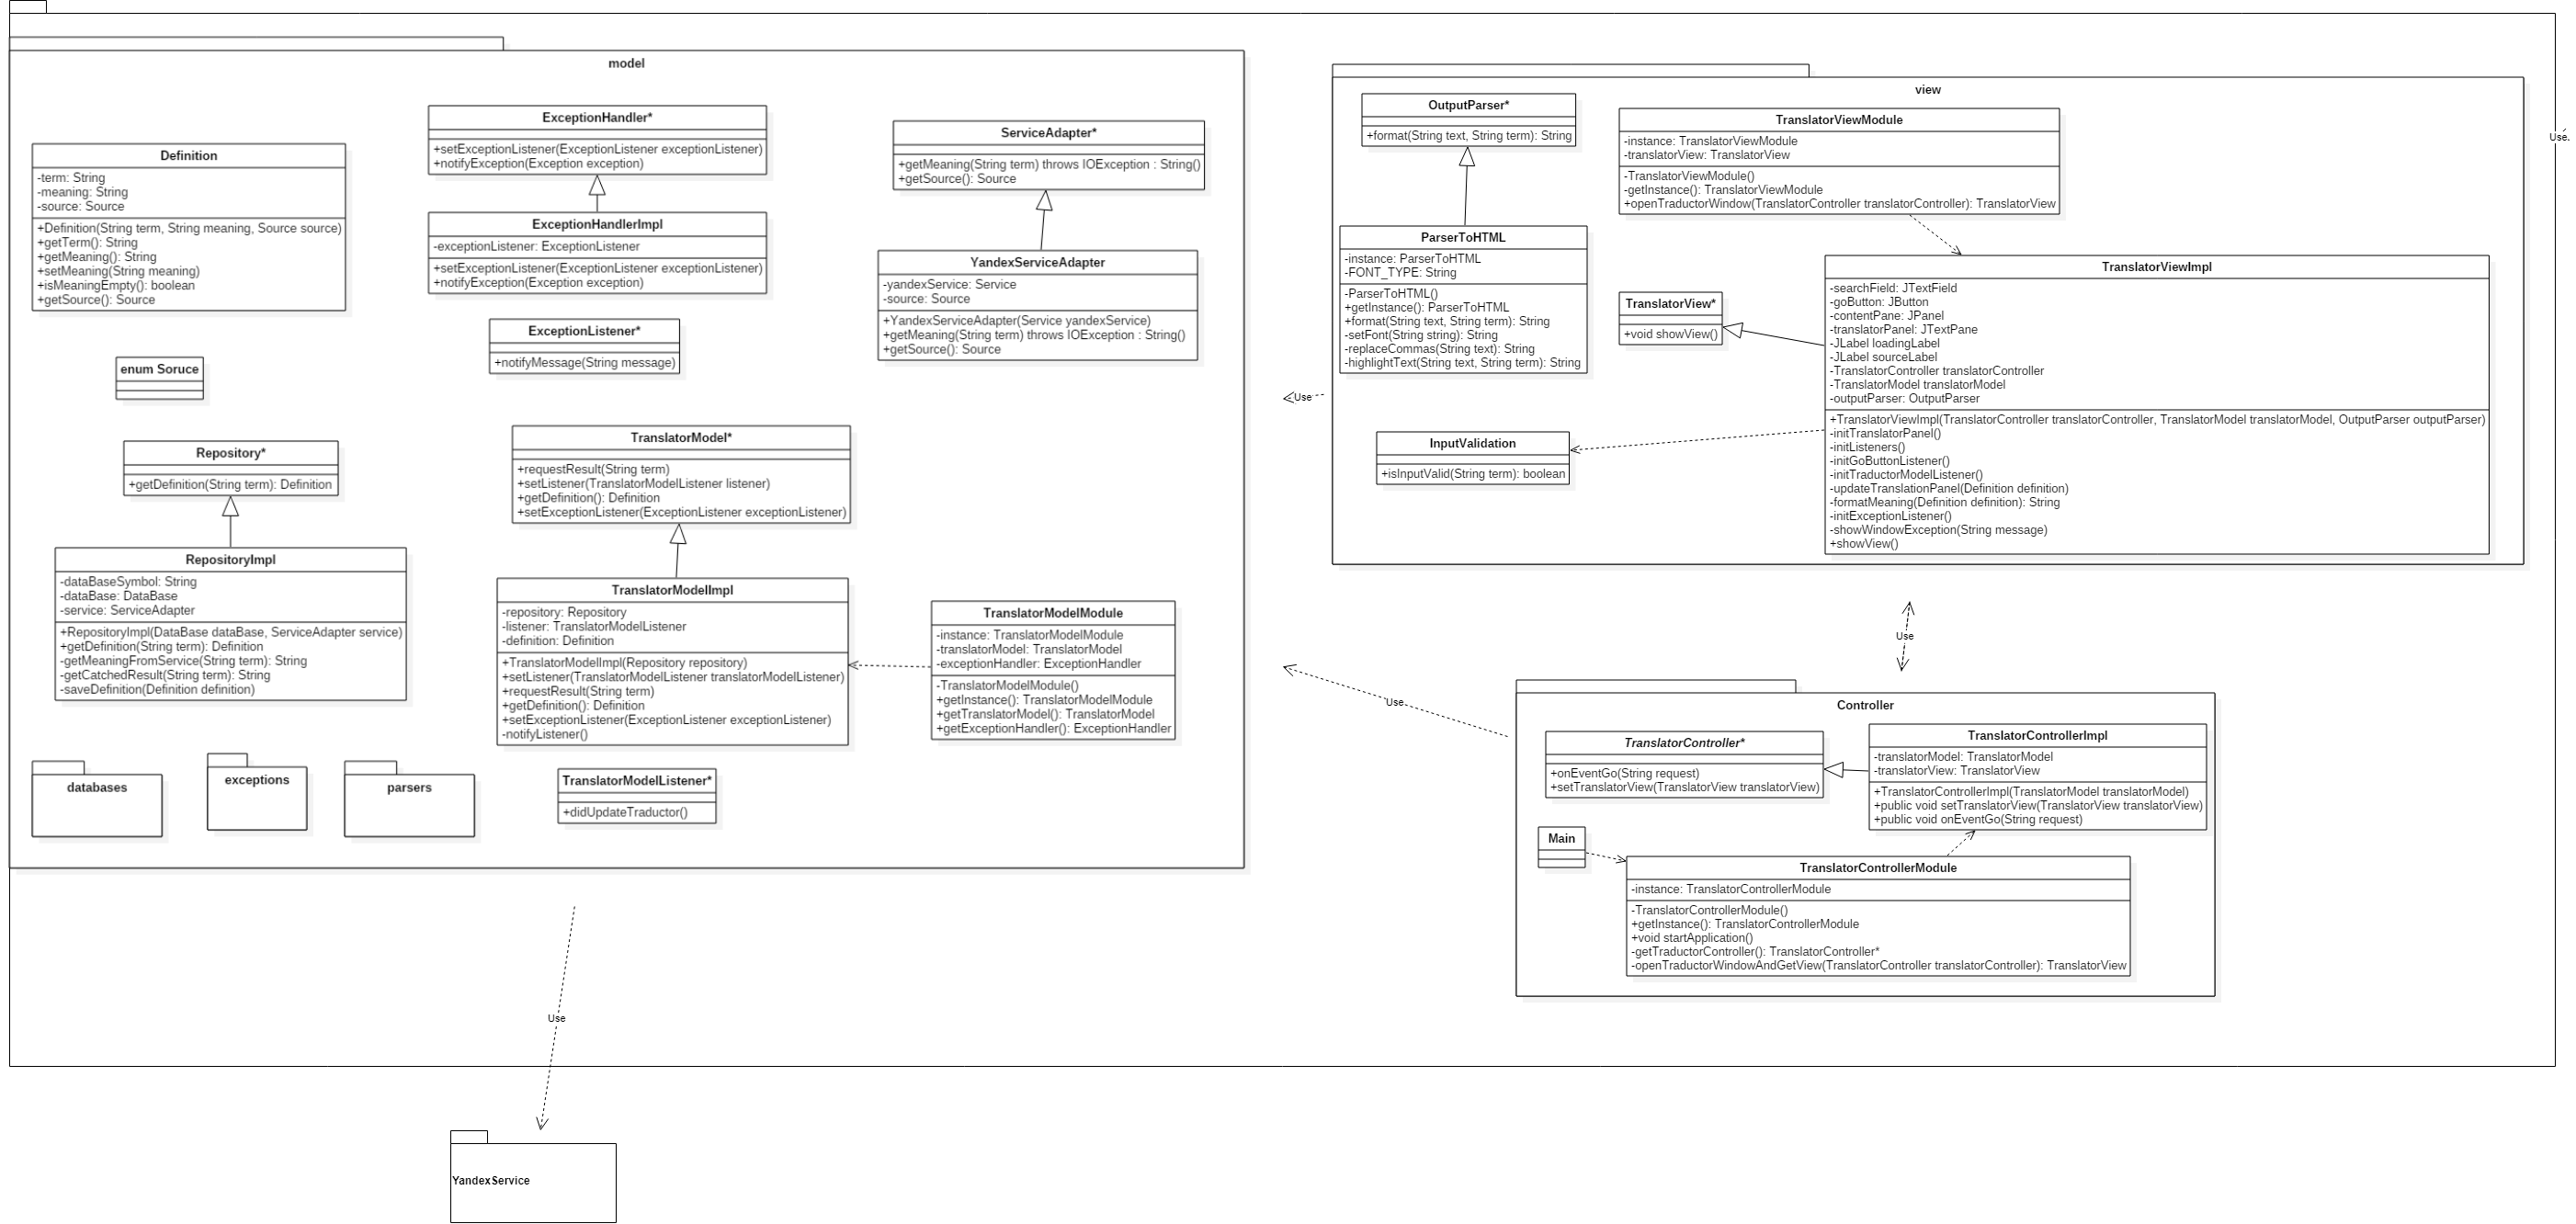 model
Definition
-term: String
-meaning: String
-source: Source
+Definition(String term, String meaning, Source source)
+getTerm(): String
+getMeaning(): String
+setMeaning(String meaning)
+isMeaningEmpty(): boolean
+getSource(): Source
ExceptionHandler*
+setExceptionListener(ExceptionListener exceptionListener)
+notifyException(Exception exception)
ExceptionHandlerImpl
-exceptionListener: ExceptionListener
+setExceptionListener(ExceptionListener exceptionListener)
+notifyException(Exception exception)
ExceptionListener*
+notifyMessage(String message)
ServiceAdapter*
+getMeaning(String term) throws IOException : String()
+getSource(): Source
YandexServiceAdapter
-yandexService: Service
-source: Source
+YandexServiceAdapter(Service yandexService)
+getMeaning(String term) throws IOException : String()
+getSource(): Source
enum Soruce
Repository*
+getDefinition(String term): Definition
RepositoryImpl
-dataBaseSymbol: String
-dataBase: DataBase
-service: ServiceAdapter
+RepositoryImpl(DataBase dataBase, ServiceAdapter service)
+getDefinition(String term): Definition
-getMeaningFromService(String term): String
-getCatchedResult(String term): String
-saveDefinition(Definition definition)
TranslatorModel*
+requestResult(String term)
+setListener(TranslatorModelListener listener)
+getDefinition(): Definition
+setExceptionListener(ExceptionListener exceptionListener)
TranslatorModelImpl
-repository: Repository
-listener: TranslatorModelListener
-definition: Definition
+TranslatorModelImpl(Repository repository)
+setListener(TranslatorModelListener translatorModelListener)
+requestResult(String term)
+getDefinition(): Definition
+setExceptionListener(ExceptionListener exceptionListener)
-notifyListener()
TranslatorModelModule
-instance: TranslatorModelModule
-translatorModel: TranslatorModel
-exceptionHandler: ExceptionHandler
-TranslatorModelModule()
+getInstance(): TranslatorModelModule
+getTranslatorModel(): TranslatorModel
+getExceptionHandler(): ExceptionHandler
databases
exceptions
parsers
TranslatorModelListener*
+didUpdateTraductor()
view
OutputParser*
+format(String text, String term): String
ParserToHTML
-instance: ParserToHTML
-FONT_TYPE: String
-ParserToHTML()
+getInstance(): ParserToHTML
+format(String text, String term): String
-setFont(String string): String
-replaceCommas(String text): String
-highlightText(String text, String term): String
InputValidation
+isInputValid(String term): boolean
TranslatorViewModule
-instance: TranslatorViewModule
-translatorView: TranslatorView
-TranslatorViewModule()
-getInstance(): TranslatorViewModule
+openTraductorWindow(TranslatorController translatorController): TranslatorView
TranslatorView*
+void showView()
TranslatorViewImpl
-searchField: JTextField
-goButton: JButton
-contentPane: JPanel
-translatorPanel: JTextPane
-JLabel loadingLabel
-JLabel sourceLabel
-TranslatorController translatorController
-TranslatorModel translatorModel
-outputParser: OutputParser
+TranslatorViewImpl(TranslatorController translatorController, TranslatorModel translatorModel, OutputParser outputParser)
-initTranslatorPanel()
-initListeners()
-initGoButtonListener()
-initTraductorModelListener()
-updateTranslationPanel(Definition definition)
-formatMeaning(Definition definition): String
-initExceptionListener()
-showWindowException(String message)
+showView()
Use
Use
Use
Use
Controller
TranslatorController*
+onEventGo(String request)
+setTranslatorView(TranslatorView translatorView)
TranslatorControllerImpl
-translatorModel: TranslatorModel
-translatorView: TranslatorView
+TranslatorControllerImpl(TranslatorModel translatorModel)
+public void setTranslatorView(TranslatorView translatorView)
+public void onEventGo(String request)
Main
TranslatorControllerModule
-instance: TranslatorControllerModule
-TranslatorControllerModule()
+getInstance(): TranslatorControllerModule
+void startApplication()
-getTraductorController(): TranslatorController*
-openTraductorWindowAndGetView(TranslatorController translatorController): TranslatorView
Use
YandexService